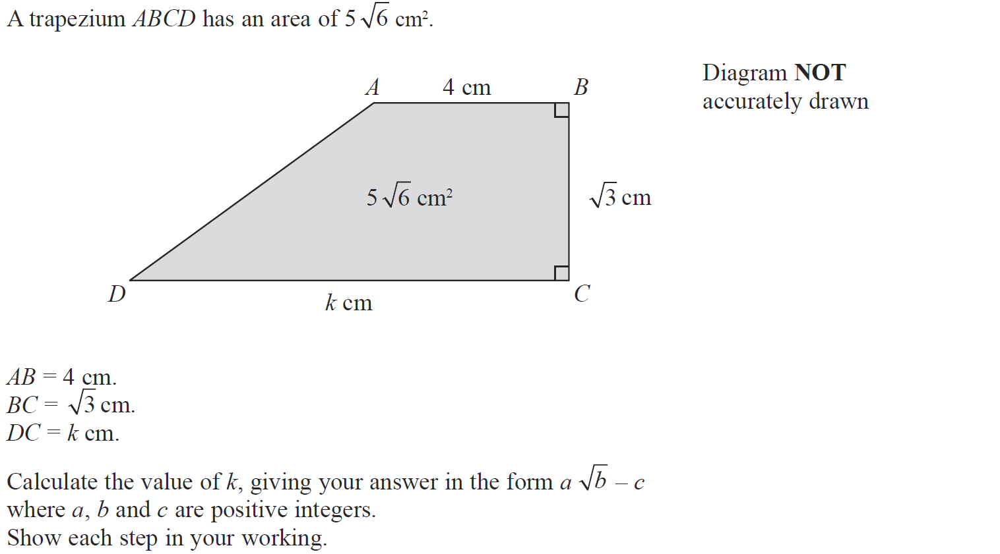 A trapezium ABCD has an area of 5√6 cm².
Diagram NOT
accurately drawn
A
4 cm
B
5√6 cm²
√3 cm
D
k cm
C
AB = 4 cm.
BC = √3 cm.
DC = k cm.
Calculate the value of k, giving your answer in the form a√b – c
where a, b and c are positive integers.
Show each step in your working.